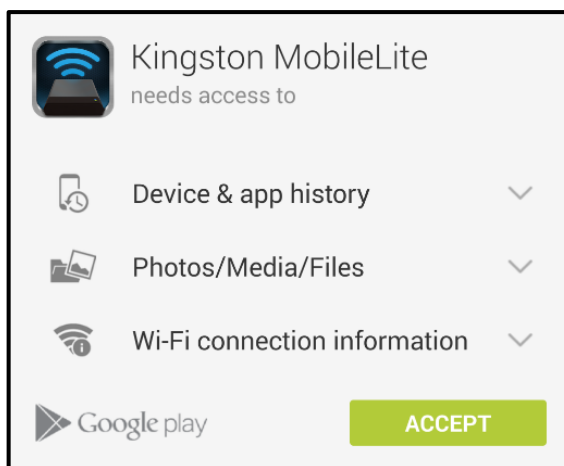 Kingston MobileLite
needs access to
Device & app history
Photos/Media/Files
Wi-Fi connection information
Google play
ACCEPT